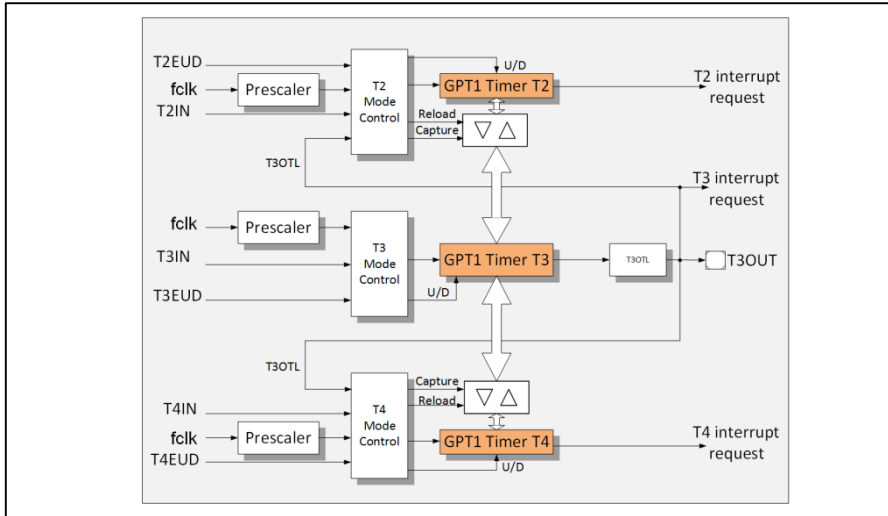 T2EUD
fclk
Prescaler
T2IN
T2
Mode
Control
U/D
GPT1 Timer T2
Reload
Capture
T2 interrupt
request
T3OTL
T3 interrupt
request
fclk
Prescaler
T3IN
T3EUD
T3
Mode
Control
U/D
GPT1 Timer T3
T3OTL
T3OUT
T3OTL
T4IN
fclk
Prescaler
T4EUD
T4
Mode
Control
Capture
Reload
GPT1 Timer T4
U/D
T4 interrupt
request